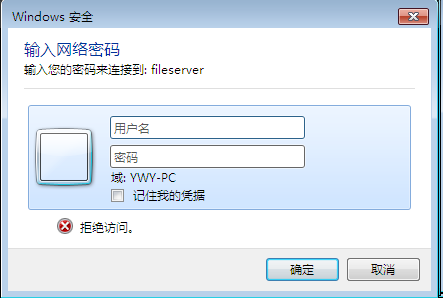 Windows 安全
输入网络密码
输入您的密码来连接到: fileserver
用户名
密码
域: YWY-PC
记住我的凭据
拒绝访问。
确定
取消